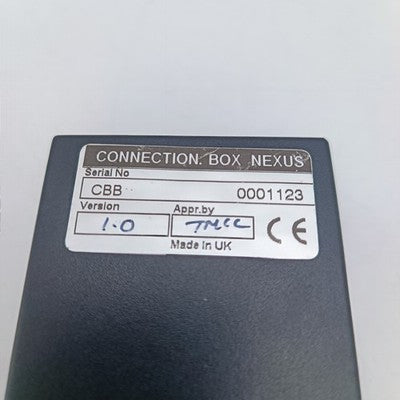 CONNECTION. BOX NEXUS
Serial No
CBB 0001123
Version Appr.by
1.0
Made in UK CE